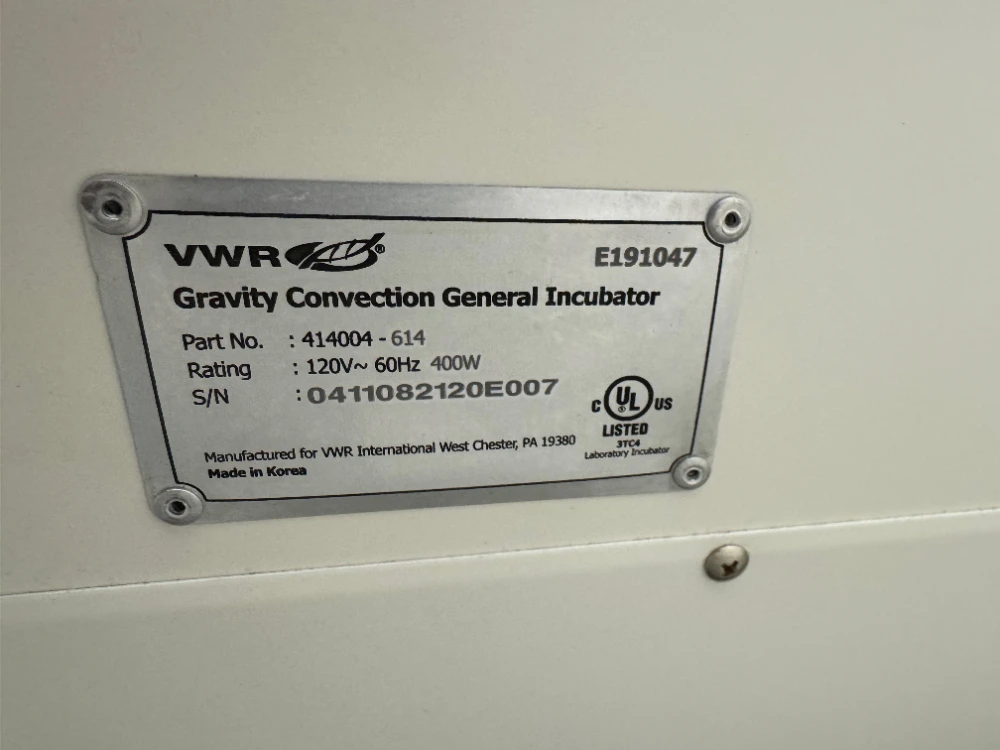 VWR®
E191047
Gravity Convection General Incubator
Part No. : 414004 - 614
Rating : 120V~ 60Hz 400W
S/N : 0411082120E007
C UL® US
LISTED
3TC4
Laboratory Incubator
Manufactured for VWR International West Chester, PA 19380
Made in Korea